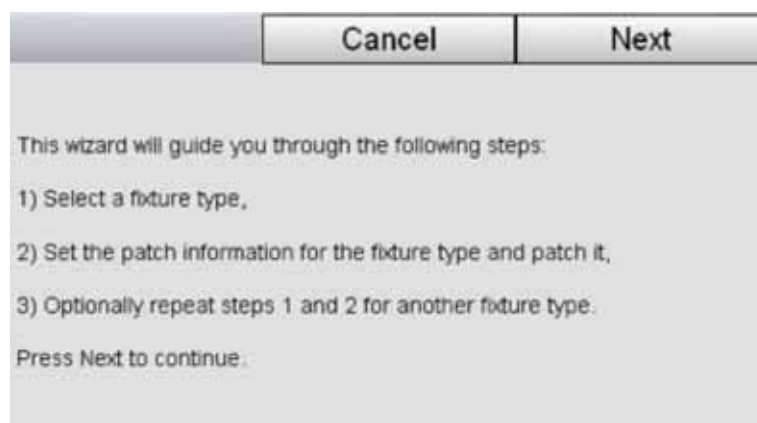 Cancel Next
This wizard will guide you through the following steps:
1) Select a fixture type,
2) Set the patch information for the fixture type and patch it,
3) Optionally repeat steps 1 and 2 for another fixture type.
Press Next to continue.